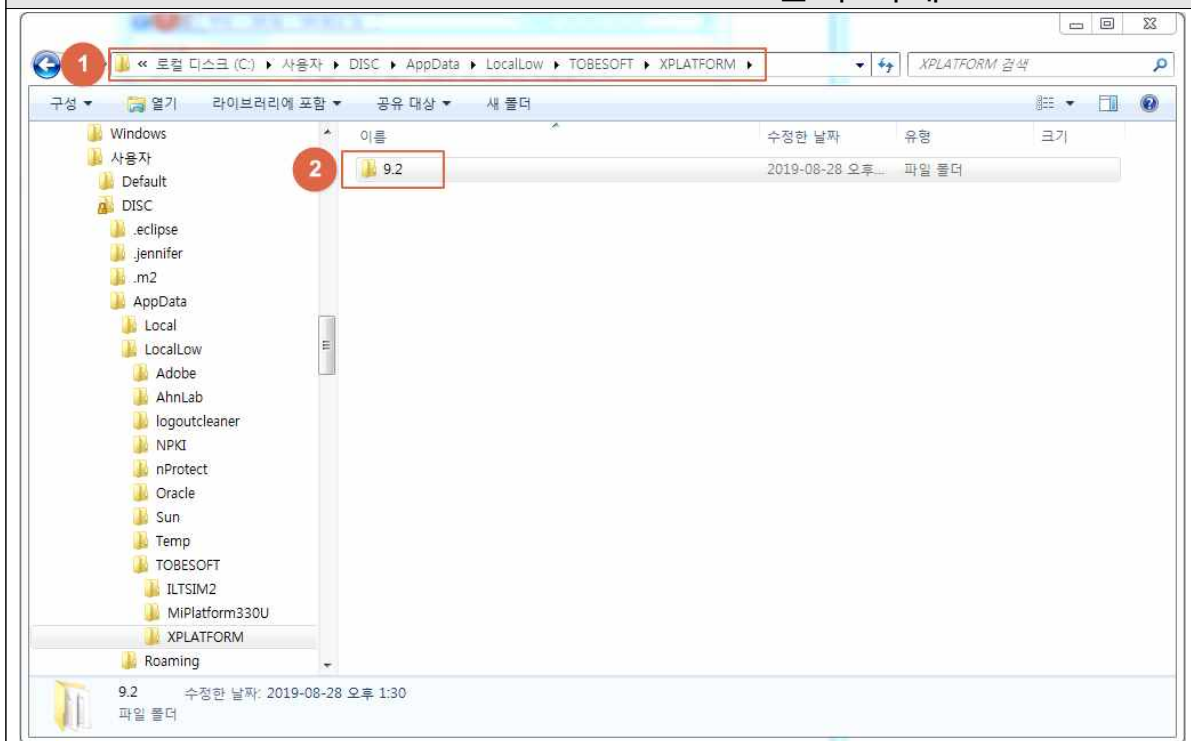 1
« 로컬 디스크 (C:) ▸ 사용자 ▸ DISC ▸ AppData ▸ LocalLow ▸ TOBESOFT ▸ XPLATFORM ▸
XPLATFORM 검색
구성 ▾ 열기 라이브러리에 포함 ▾ 공유 대상 ▾ 새 폴더
이름 수정한 날짜 유형 크기
2
9.2 2019-08-28 오후... 파일 폴더
Windows
사용자
Default
DISC
.eclipse
.jennifer
.m2
AppData
Local
LocalLow
Adobe
AhnLab
logoutcleaner
NPKI
nProtect
Oracle
Sun
Temp
TOBESOFT
ILTSIM2
MiPlatform330U
XPLATFORM
Roaming
9.2 수정한 날짜: 2019-08-28 오후 1:30
파일 폴더